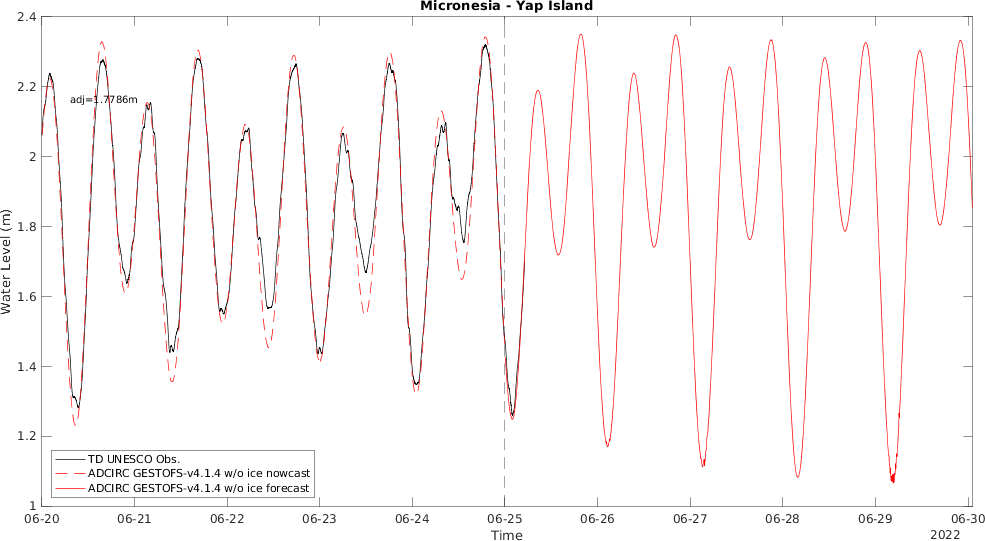 Micronesia - Yap Island
2.4
2.2
2
1.8
1.6
1.4
1.2
1
Water Level (m)
adj=1.7786m
TD UNESCO Obs.
ADCIRC GESTOFS-v4.1.4 w/o ice nowcast
ADCIRC GESTOFS-v4.1.4 w/o ice forecast
06-20 06-21 06-22 06-23 06-24 06-25 06-26 06-27 06-28 06-29 06-30
Time
2022